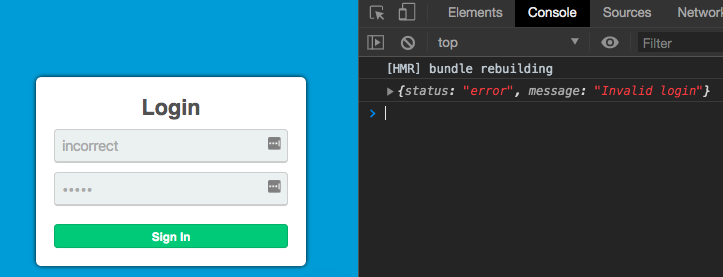 Login
incorrect
•••••
Sign In
Elements Console Sources Network
top Filter
[HMR] bundle rebuilding
▶{status: "error", message: "Invalid login"}
>